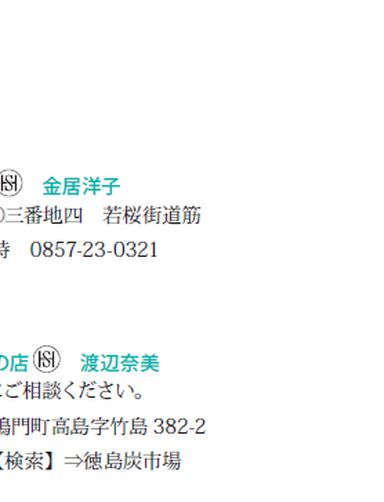 金居洋子
三番地四　若桜街道筋
時　0857-23-0321
の店　渡辺奈美
ご相談ください。
鳴門町高島字竹島 382-2
【検索】⇒徳島炭市場